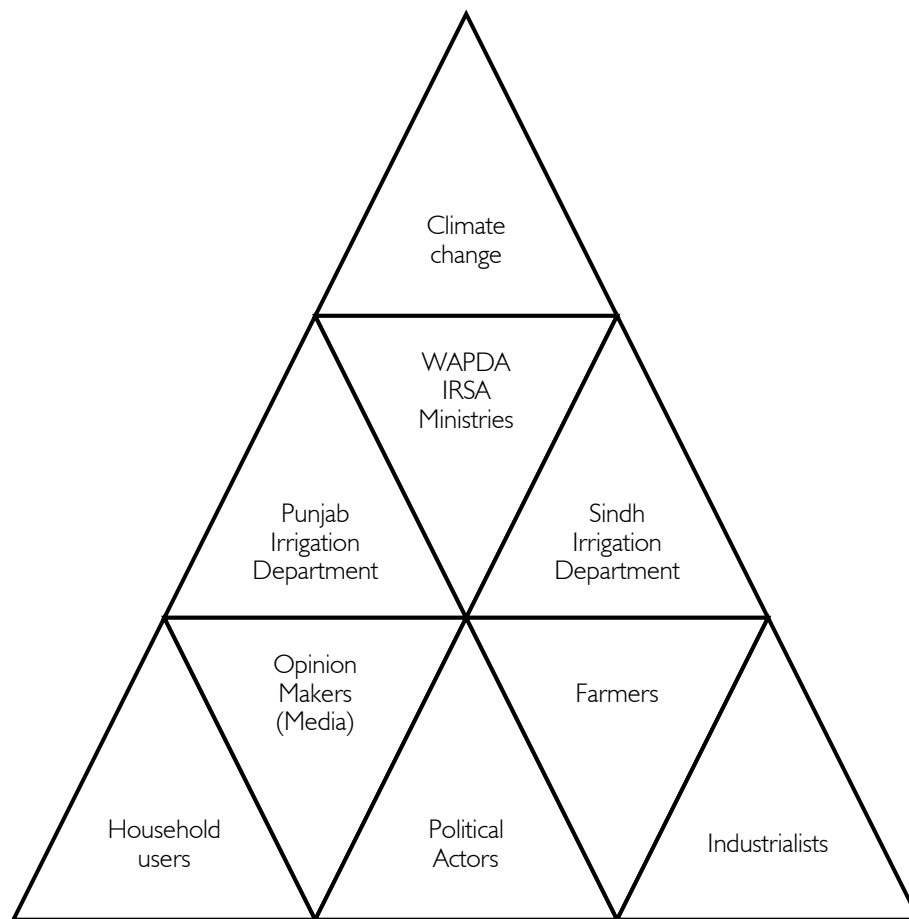 Climate
change
WAPDA
IRSA
Ministries
Punjab
Irrigation
Department
Sindh
Irrigation
Department
Opinion
Makers
(Media)
Farmers
Household
users
Political
Actors
Industrialists